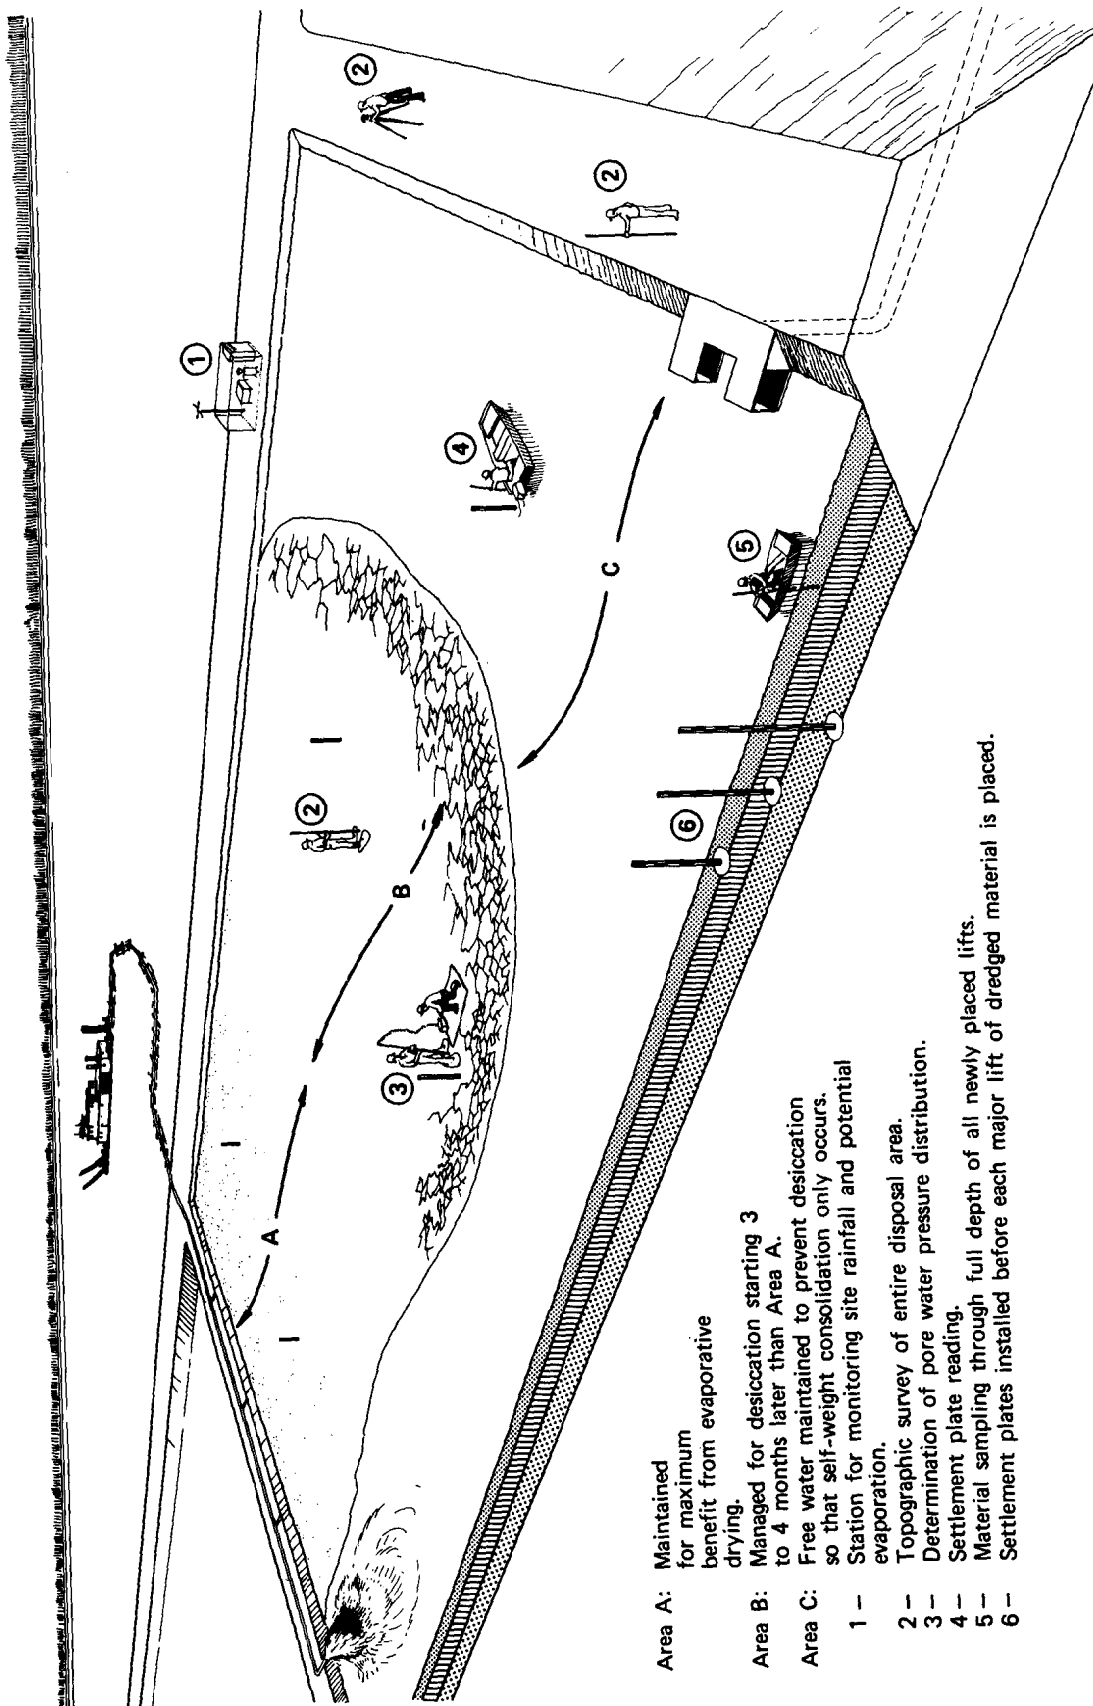 1
2
2
2
3
4
5
6
A
B
C
Area A: Maintained
for maximum
benefit from evaporative
drying.
Area B: Managed for desiccation starting 3
to 4 months later than Area A.
Area C: Free water maintained to prevent desiccation
so that self-weight consolidation only occurs.
1 – Station for monitoring site rainfall and potential
evaporation.
2 – Topographic survey of entire disposal area.
3 – Determination of pore water pressure distribution.
4 – Settlement plate reading.
5 – Material sampling through full depth of all newly placed lifts.
6 – Settlement plates installed before each major lift of dredged material is placed.